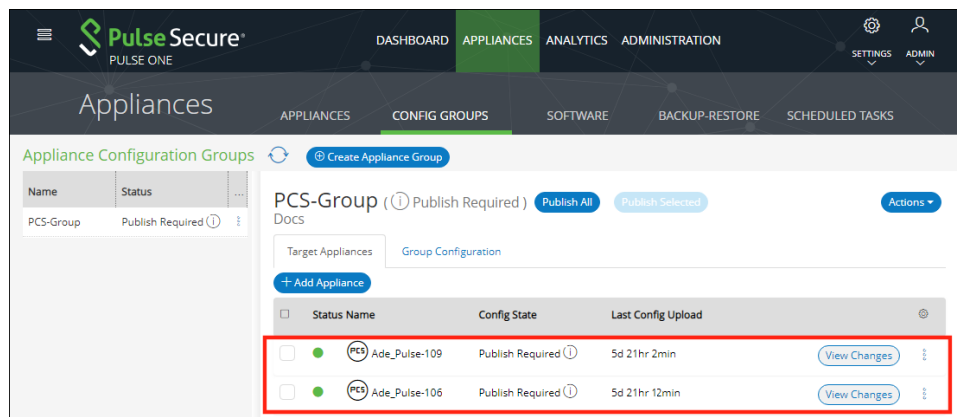 Pulse Secure®
PULSE ONE
DASHBOARD APPLIANCES ANALYTICS ADMINISTRATION
SETTINGS ADMIN
Appliances
APPLIANCES CONFIG GROUPS SOFTWARE BACKUP-RESTORE SCHEDULED TASKS
Appliance Configuration Groups
Create Appliance Group
Name Status ...
PCS-Group Publish Required
PCS-Group ( Publish Required ) Publish All Publish Selected Actions
Docs
Target Appliances Group Configuration
+ Add Appliance
Status Name Config State Last Config Upload
PCS Ade_Pulse-109 Publish Required 5d 21hr 2min View Changes
PCS Ade_Pulse-106 Publish Required 5d 21hr 12min View Changes